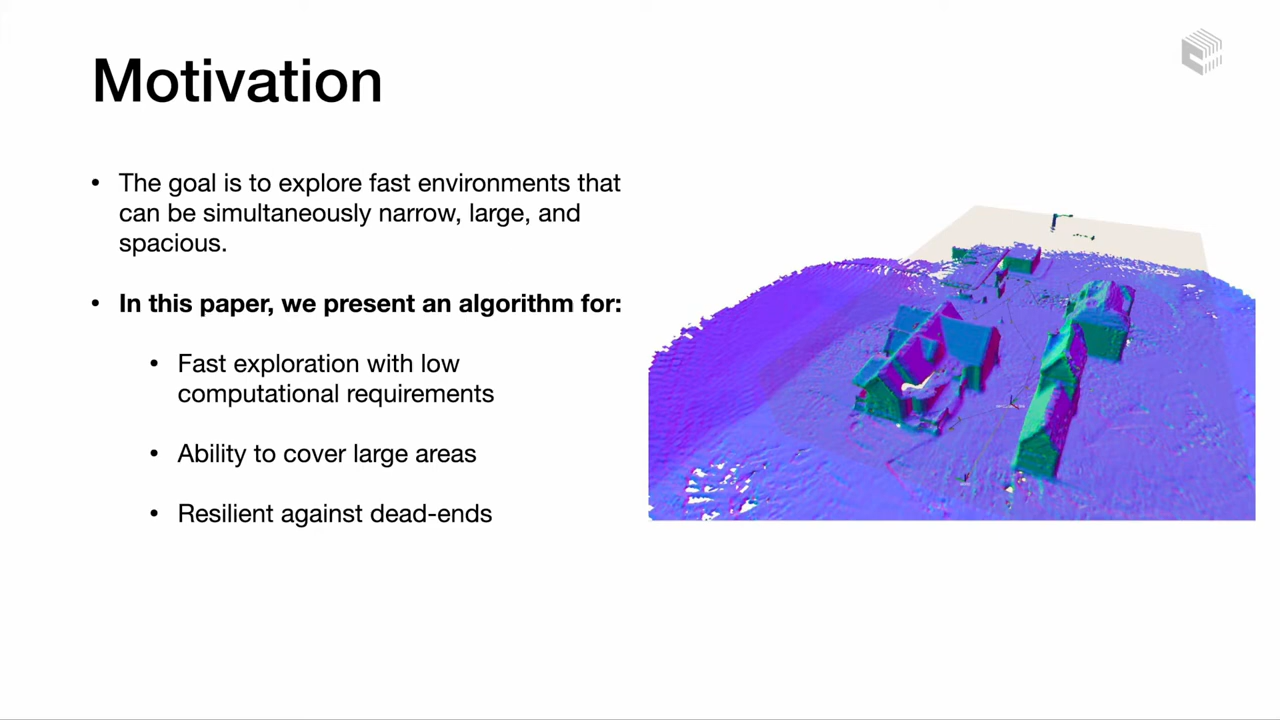 Motivation
• The goal is to explore fast environments that
can be simultaneously narrow, large, and
spacious.
• In this paper, we present an algorithm for:
• Fast exploration with low
computational requirements
• Ability to cover large areas
• Resilient against dead-ends